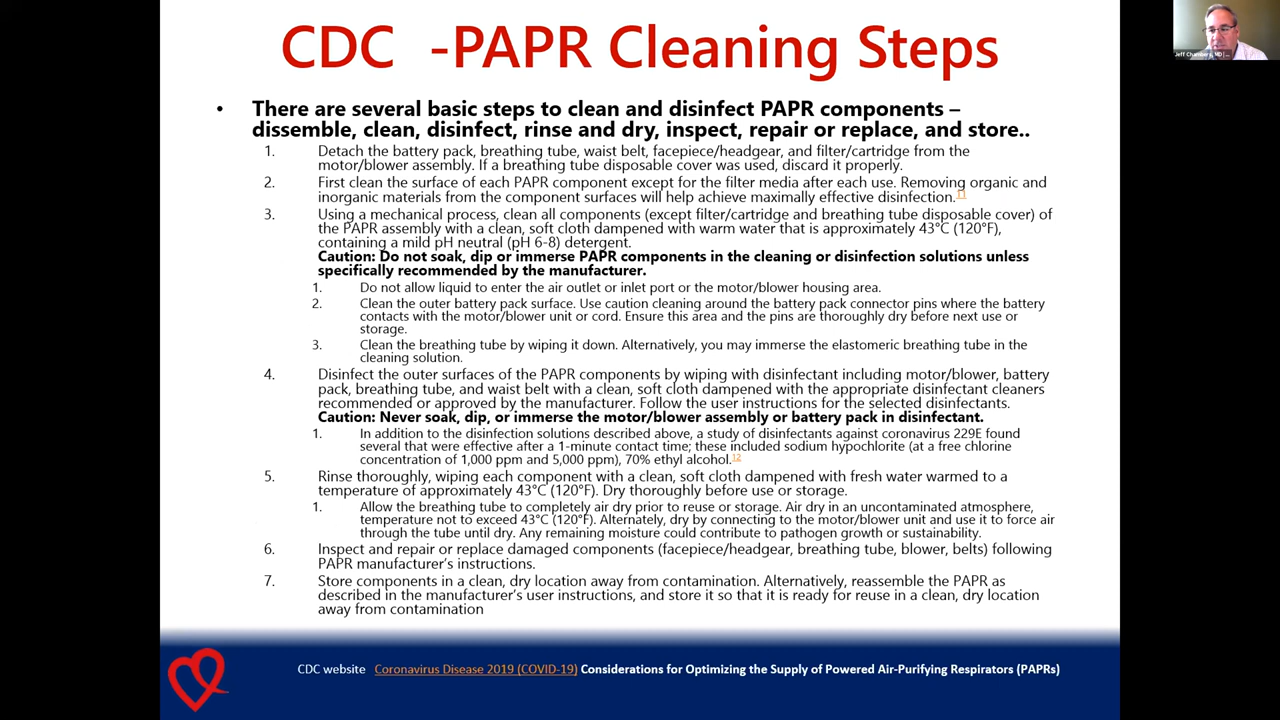 CDC -PAPR Cleaning Steps
• There are several basic steps to clean and disinfect PAPR components –
dissemble, clean, disinfect, rinse and dry, inspect, repair or replace, and store..
1. Detach the battery pack, breathing tube, waist belt, facepiece/headgear, and filter/cartridge from the
motor/blower assembly. If a breathing tube disposable cover was used, discard it properly.
2. First clean the surface of each PAPR component except for the filter media after each use. Removing organic and
inorganic materials from the component surfaces will help achieve maximally effective disinfection.11
3. Using a mechanical process, clean all components (except filter/cartridge and breathing tube disposable cover) of
the PAPR assembly with a clean, soft cloth dampened with warm water that is approximately 43°C (120°F),
containing a mild pH neutral (pH 6-8) detergent.
Caution: Do not soak, dip or immerse PAPR components in the cleaning or disinfection solutions unless
specifically recommended by the manufacturer.
1. Do not allow liquid to enter the air outlet or inlet port or the motor/blower housing area.
2. Clean the outer battery pack surface. Use caution cleaning around the battery pack connector pins where the battery
contacts with the motor/blower unit or cord. Ensure this area and the pins are thoroughly dry before next use or
storage.
3. Clean the breathing tube by wiping it down. Alternatively, you may immerse the elastomeric breathing tube in the
cleaning solution.
4. Disinfect the outer surfaces of the PAPR components by wiping with disinfectant including motor/blower, battery
pack, breathing tube, and waist belt with a clean, soft cloth dampened with the appropriate disinfectant cleaners
recommended or approved by the manufacturer. Follow the user instructions for the selected disinfectants.
Caution: Never soak, dip, or immerse the motor/blower assembly or battery pack in disinfectant.
1. In addition to the disinfection solutions described above, a study of disinfectants against coronavirus 229E found
several that were effective after a 1-minute contact time; these included sodium hypochlorite (at a free chlorine
concentration of 1,000 ppm and 5,000 ppm), 70% ethyl alcohol.12
5. Rinse thoroughly, wiping each component with a clean, soft cloth dampened with fresh water warmed to a
temperature of approximately 43°C (120°F). Dry thoroughly before use or storage.
1. Allow the breathing tube to completely air dry prior to reuse or storage. Air dry in an uncontaminated atmosphere,
temperature not to exceed 43°C (120°F). Alternately, dry by connecting to the motor/blower unit and use it to force air
through the tube until dry. Any remaining moisture could contribute to pathogen growth or sustainability.
6. Inspect and repair or replace damaged components (facepiece/headgear, breathing tube, blower, belts) following
PAPR manufacturer's instructions.
7. Store components in a clean, dry location away from contamination. Alternatively, reassemble the PAPR as
described in the manufacturer's user instructions, and store it so that it is ready for reuse in a clean, dry location
away from contamination
CDC website Coronavirus Disease 2019 (COVID-19) Considerations for Optimizing the Supply of Powered Air-Purifying Respirators (PAPRs)
Jeff Chambers, MD